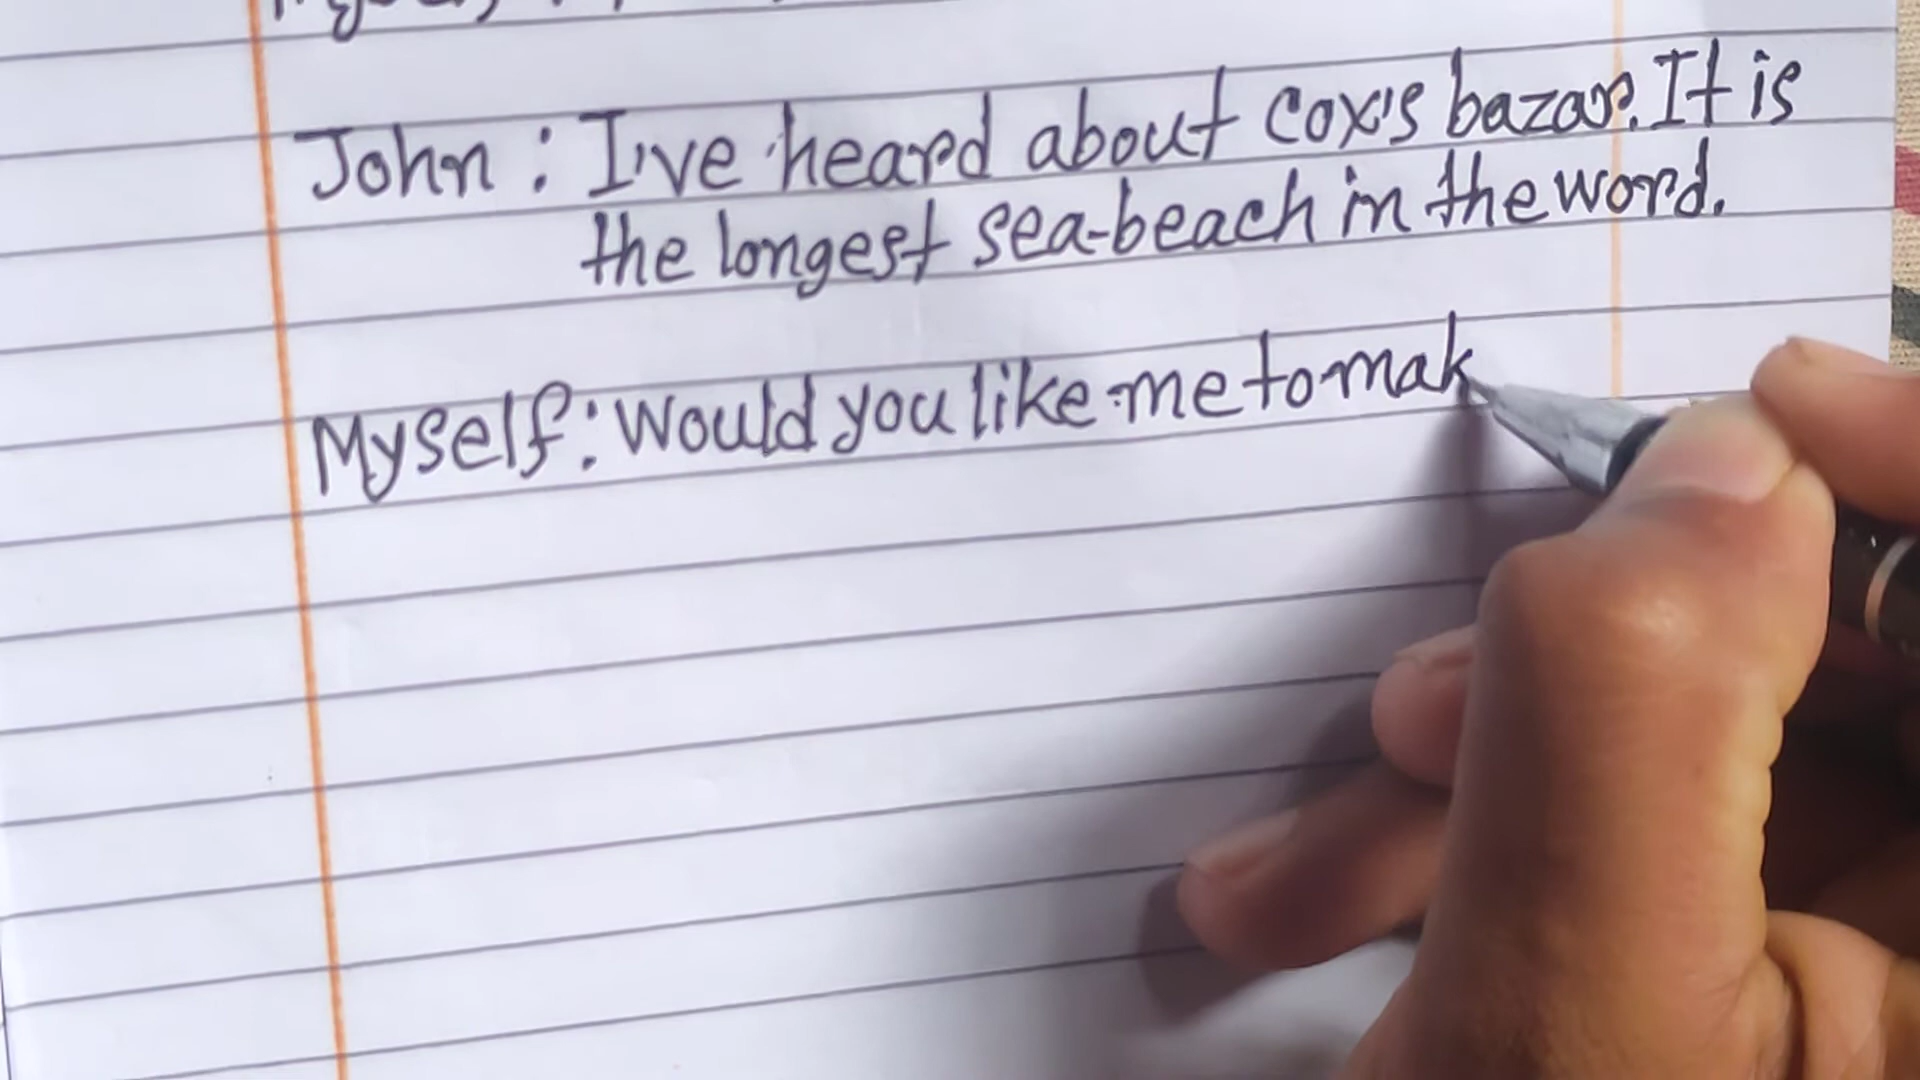 John : I've heard about cox's bazar. It is
the longest sea-beach in the word.
Myself : Would you like me to mak